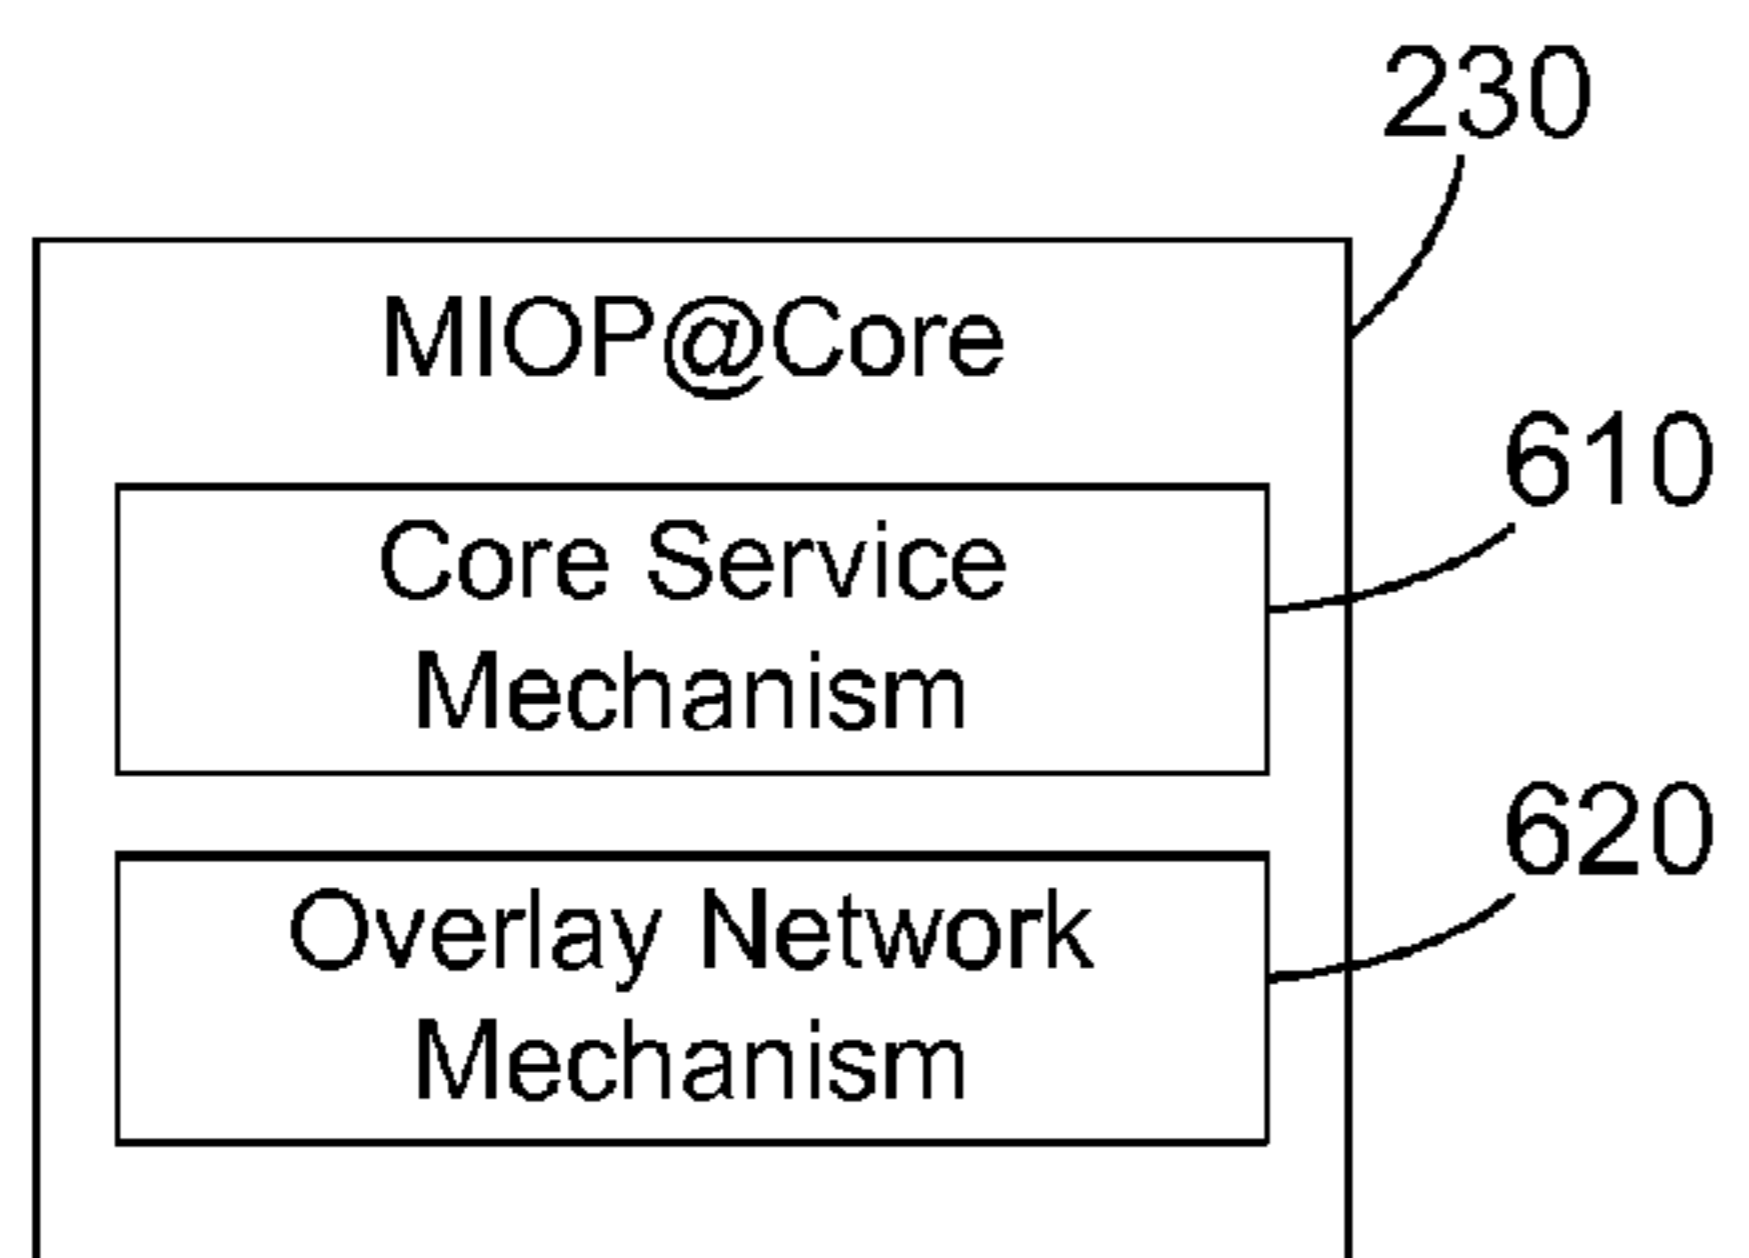 230
MIOP@Core
610
Core Service
Mechanism
620
Overlay Network
Mechanism